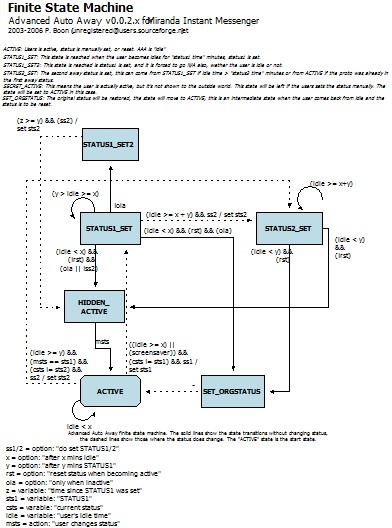 Finite State Machine
Advanced Auto Away v0.0.2.x for Miranda Instant Messenger
2003-2006 P. Boon (unregistered@users.sourceforge.net
ACTIVE: Users is active, status is manually set, or reset. AAA is "idle"
STATUS1_SET: This state is reached when the user becomes idle for "status1 time" minutes, status1 is set.
STATUS1_SET2: This state is reached is status1 is set, and it is forced to go N/A also, wether the user is idle or not.
STATUS2_SET: The second away status is set, this can come from STATUS1_SET if idle time > "status2 time" minutes or from ACTIVE if the proto was already in
the first away status.
SECRET_ACTIVE: This means the user is actually active, but it's not shown to the outside world. This state will be left if the users sets the status manually. The
state will be set to ACTIVE in this case.
SET_ORGSTATUS: The original status will be restored, the state will move to ACTIVE, this is an intermediate state when the user comes back from idle and the
status is to be reset.
(z >= y) && (ss2) /
set sts2
STATUS1_SET2
(idle >= x+y)
(y > idle >= x)
iola
(idle >= x + y) && ss2 / set sts2
STATUS1_SET
(idle < x) && (rst) && (ola)
STATUS2_SET
(idle < x) &&
(!rst) &&
(ola || !ss2)
(idle < y) &&
(rst)
(idle < y)
&&
(!rst)
HIDDEN_
ACTIVE
msts
(idle >= y) &&
(msts == sts1) &&
(cts != sts2) &&
ss2 / set sts2
((idle >= x) ||
(screensaver)) &&
(cts != sts1) && ss1 /
set sts1
ACTIVE
SET_ORGSTATUS
idle < x
Advanced Auto Away finite state machine. The solid lines show the state transitions without changing status,
the dashed lines show those where the status does change. The "ACTIVE" state is the start state.
ss1/2 = option: "do set STATUS1/2"
x = option: "after x mins idle"
y = option: "after y mins idle"
rst = option: "reset status when becoming active"
ola = option: "only when inactive"
z = variable: "time since STATUS1 was set"
sts1 = variable: "STATUS1"
cts = variable: "current status"
idle = variable: "user's idle time"
msts = action: "user changes status"